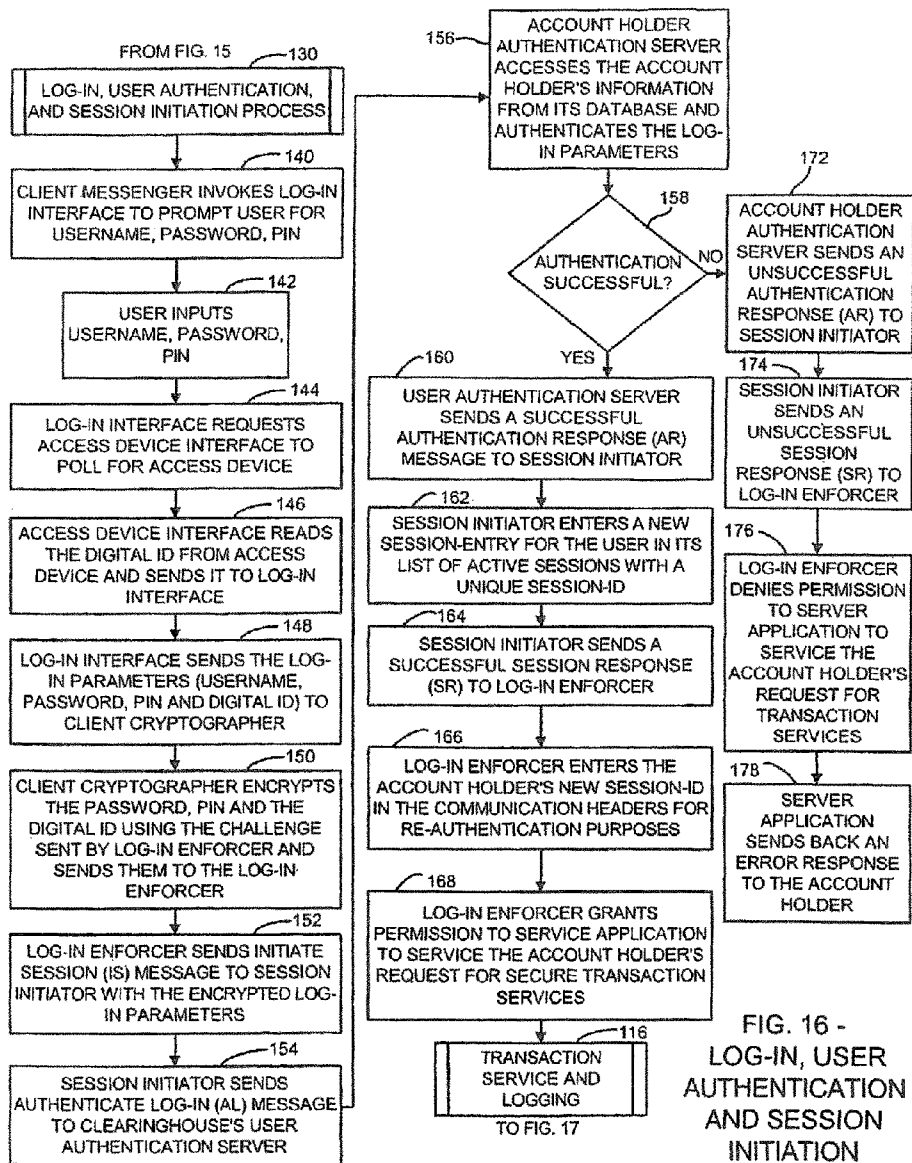 FROM FIG. 15
130
LOG-IN, USER AUTHENTICATION,
AND SESSION INITIATION PROCESS
140
CLIENT MESSENGER INVOKES LOG-IN
INTERFACE TO PROMPT USER FOR
USERNAME, PASSWORD, PIN
142
USER INPUTS
USERNAME, PASSWORD,
PIN
144
LOG-IN INTERFACE REQUESTS
ACCESS DEVICE INTERFACE TO
POLL FOR ACCESS DEVICE
146
ACCESS DEVICE INTERFACE READS
THE DIGITAL ID FROM ACCESS
DEVICE AND SENDS IT TO LOG-IN
INTERFACE
148
LOG-IN INTERFACE SENDS THE LOG-
IN PARAMETERS (USERNAME,
PASSWORD, PIN AND DIGITAL ID) TO
CLIENT CRYPTOGRAPHER
150
CLIENT CRYPTOGRAPHER ENCRYPTS
THE PASSWORD, PIN AND THE
DIGITAL ID USING THE CHALLENGE
SENT BY LOG-IN ENFORCER AND
SENDS THEM TO THE LOG-IN
ENFORCER
152
LOG-IN ENFORCER SENDS INITIATE
SESSION (IS) MESSAGE TO SESSION
INITIATOR WITH THE ENCRYPTED LOG-
IN PARAMETERS
154
SESSION INITIATOR SENDS
AUTHENTICATE LOG-IN (AL) MESSAGE
TO CLEARINGHOUSE'S USER
AUTHENTICATION SERVER
156
ACCOUNT HOLDER
AUTHENTICATION SERVER
ACCESSES THE ACCOUNT
HOLDER'S INFORMATION
FROM ITS DATABASE AND
AUTHENTICATES THE LOG-
IN PARAMETERS
158
AUTHENTICATION
SUCCESSFUL?
NO
YES
160
USER AUTHENTICATION SERVER
SENDS A SUCCESSFUL
AUTHENTICATION RESPONSE (AR)
MESSAGE TO SESSION INITIATOR
162
SESSION INITIATOR ENTERS A NEW
SESSION-ENTRY FOR THE USER IN ITS
LIST OF ACTIVE SESSIONS WITH A
UNIQUE SESSION-ID
164
SESSION INITIATOR SENDS A
SUCCESSFUL SESSION RESPONSE
(SR) TO LOG-IN ENFORCER
166
LOG-IN ENFORCER ENTERS THE
ACCOUNT HOLDER'S NEW SESSION-ID
IN THE COMMUNICATION HEADERS FOR
RE-AUTHENTICATION PURPOSES
168
LOG-IN ENFORCER GRANTS
PERMISSION TO SERVICE APPLICATION
TO SERVICE THE ACCOUNT HOLDER'S
REQUEST FOR SECURE TRANSACTION
SERVICES
116
TRANSACTION
SERVICE AND
LOGGING
TO FIG. 17
172
ACCOUNT HOLDER
AUTHENTICATION
SERVER SENDS AN
UNSUCCESSFUL
AUTHENTICATION
RESPONSE (AR) TO
SESSION INITIATOR
174
SESSION INITIATOR
SENDS AN
UNSUCCESSFUL
SESSION
RESPONSE (SR) TO
LOG-IN ENFORCER
176
LOG-IN ENFORCER
DENIES PERMISSION
TO SERVER
APPLICATION TO
SERVICE THE
ACCOUNT HOLDER'S
REQUEST FOR
TRANSACTION
SERVICES
178
SERVER
APPLICATION
SENDS BACK AN
ERROR RESPONSE
TO THE ACCOUNT
HOLDER
FIG. 16 -
LOG-IN, USER
AUTHENTICATION
AND SESSION
INITIATION